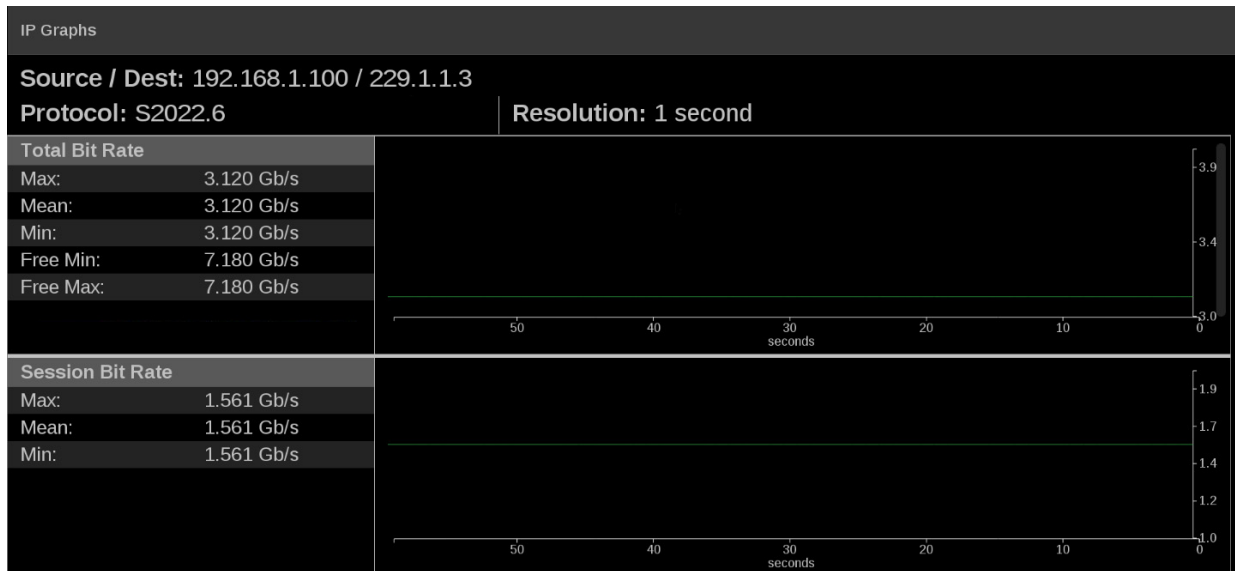 IP Graphs
Source / Dest: 192.168.1.100 / 229.1.1.3
Protocol: S2022.6 Resolution: 1 second
Total Bit Rate
Max: 3.120 Gb/s
Mean: 3.120 Gb/s
Min: 3.120 Gb/s
Free Min: 7.180 Gb/s
Free Max: 7.180 Gb/s
3.9
3.4
3.0
50 40 30 20 10 0
seconds
Session Bit Rate
Max: 1.561 Gb/s
Mean: 1.561 Gb/s
Min: 1.561 Gb/s
1.9
1.7
1.4
1.2
1.0
50 40 30 20 10 0
seconds